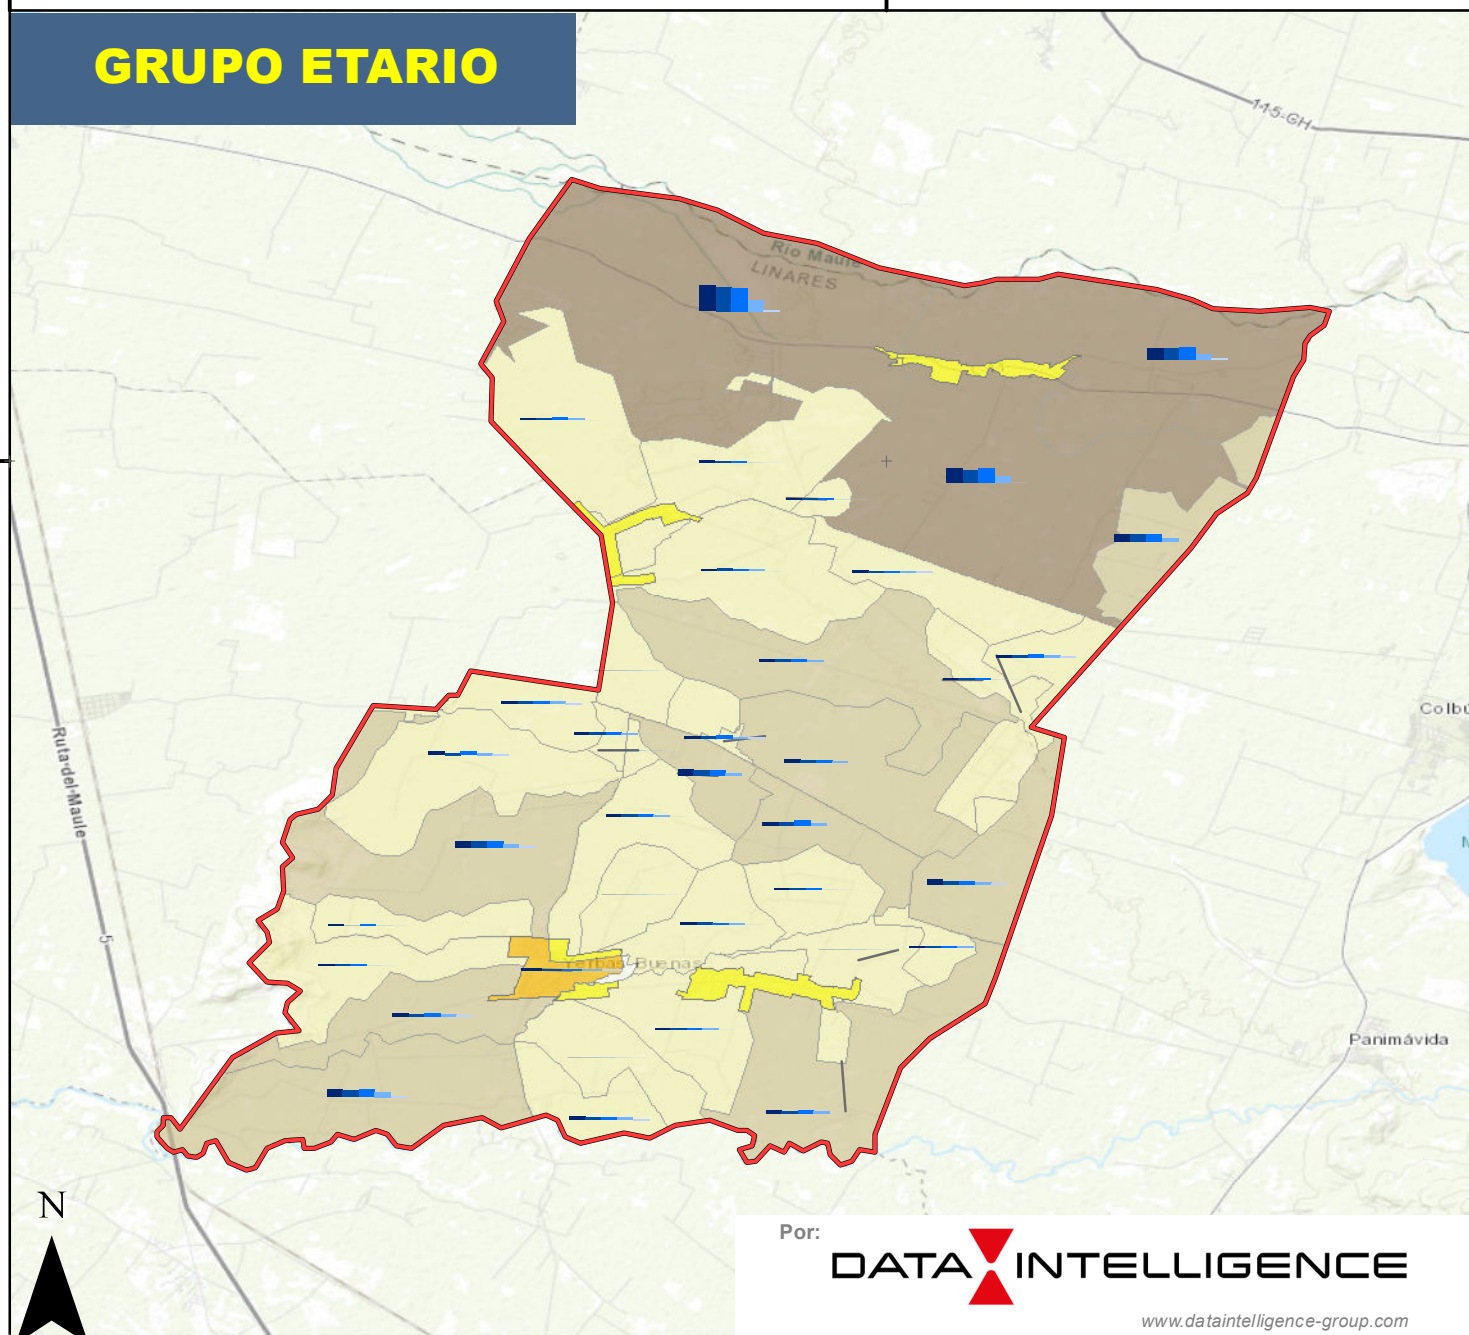 GRUPO ETARIO
115-GH
Río Maule
LINARES
Colbú
Ruta-del-Maule
5
Yerbas Buenas
Panimávida
N
Por:
DATA INTELLIGENCE
www.dataintelligence-group.com